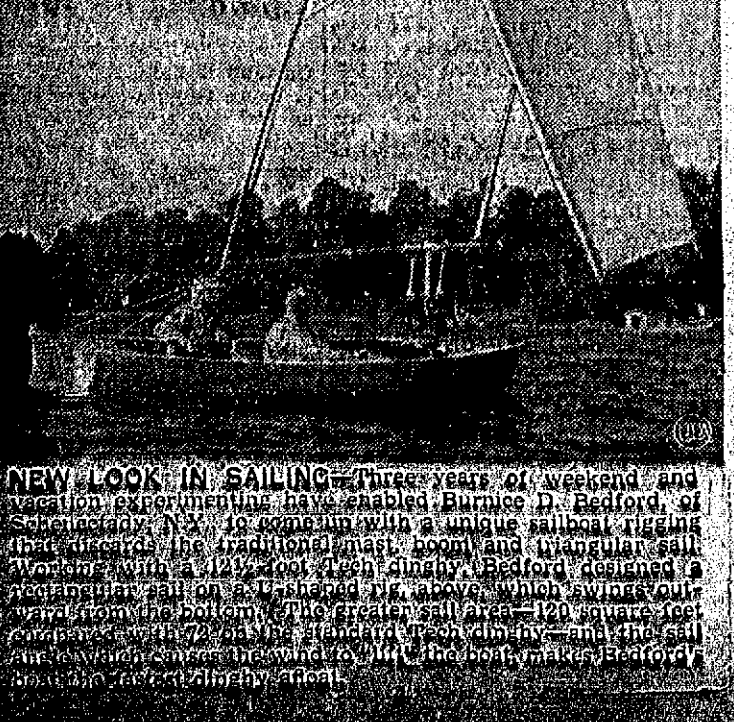 NEW LOOK IN SAILING—Three years of weekend and
vacation experimenting have enabled Burnice D. Bedford, of
Schenectady, N.Y., to come up with a unique sailboat rigging
that discards the traditional mast, boom and triangular sail.
Working with a 12½-foot Tech dinghy, Bedford designed a
rectangular sail on a rig, above, which swings out-
ward from the bottom. The greater sail area—120 square feet
compared with 72 on the standard Tech dinghy—and the sail
angle which causes the wind to "lift" the boat, makes Bedford's
boat the fastest dinghy afloat.